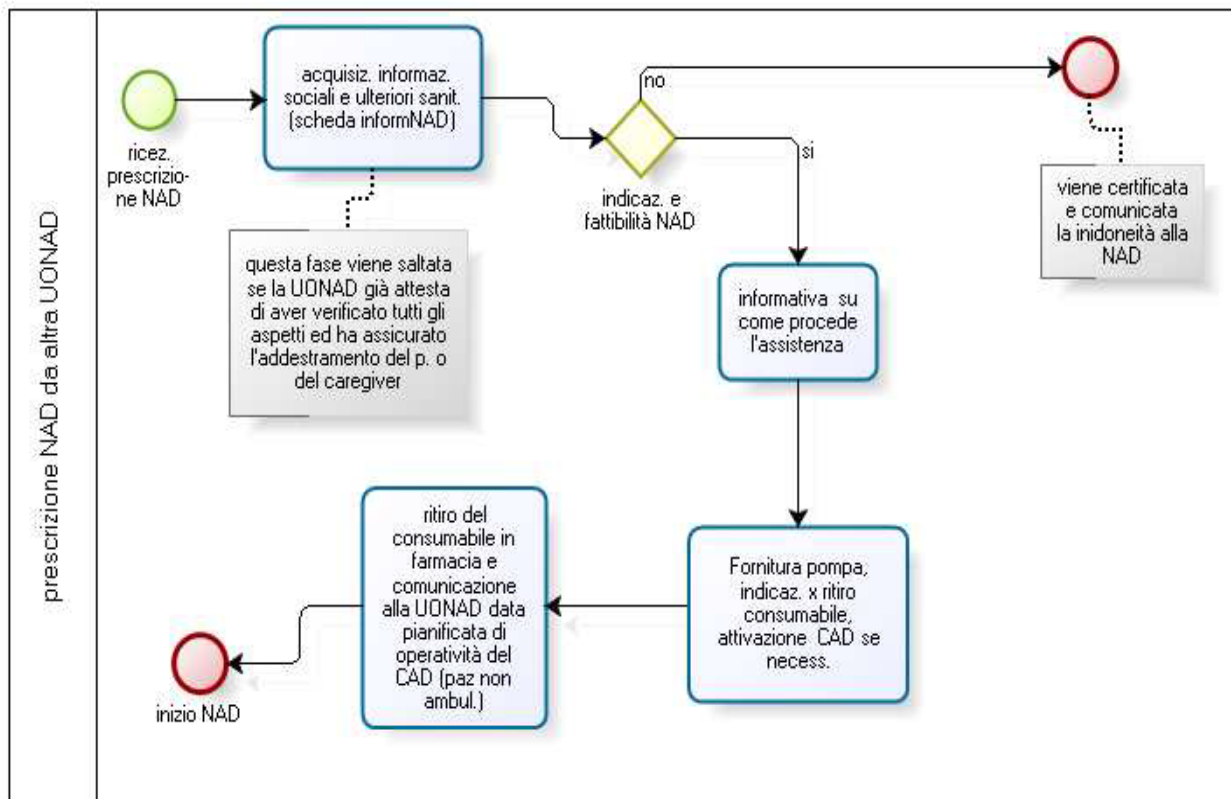 prescrizione NAD da altra UONAD
ricez.
prescrizio-
ne NAD
acquisiz. informaz.
sociali e ulteriori sanit.
(scheda informNAD)
questa fase viene saltata
se la UONAD già attesta
di aver verificato tutti gli
aspetti ed ha assicurato
l'addestramento del p. o
del caregiver
indicaz. e
fattibilità NAD
no
si
viene certificata
e comunicata
la inidoneità alla
NAD
informativa su
come procede
l'assistenza
Fornitura pompa,
indicaz. x ritiro
consumabile,
attivazione CAD se
necess.
ritiro del
consumabile in
farmacia e
comunicazione
alla UONAD data
pianificata di
operatività del
CAD (paz non
ambul.)
inizio NAD